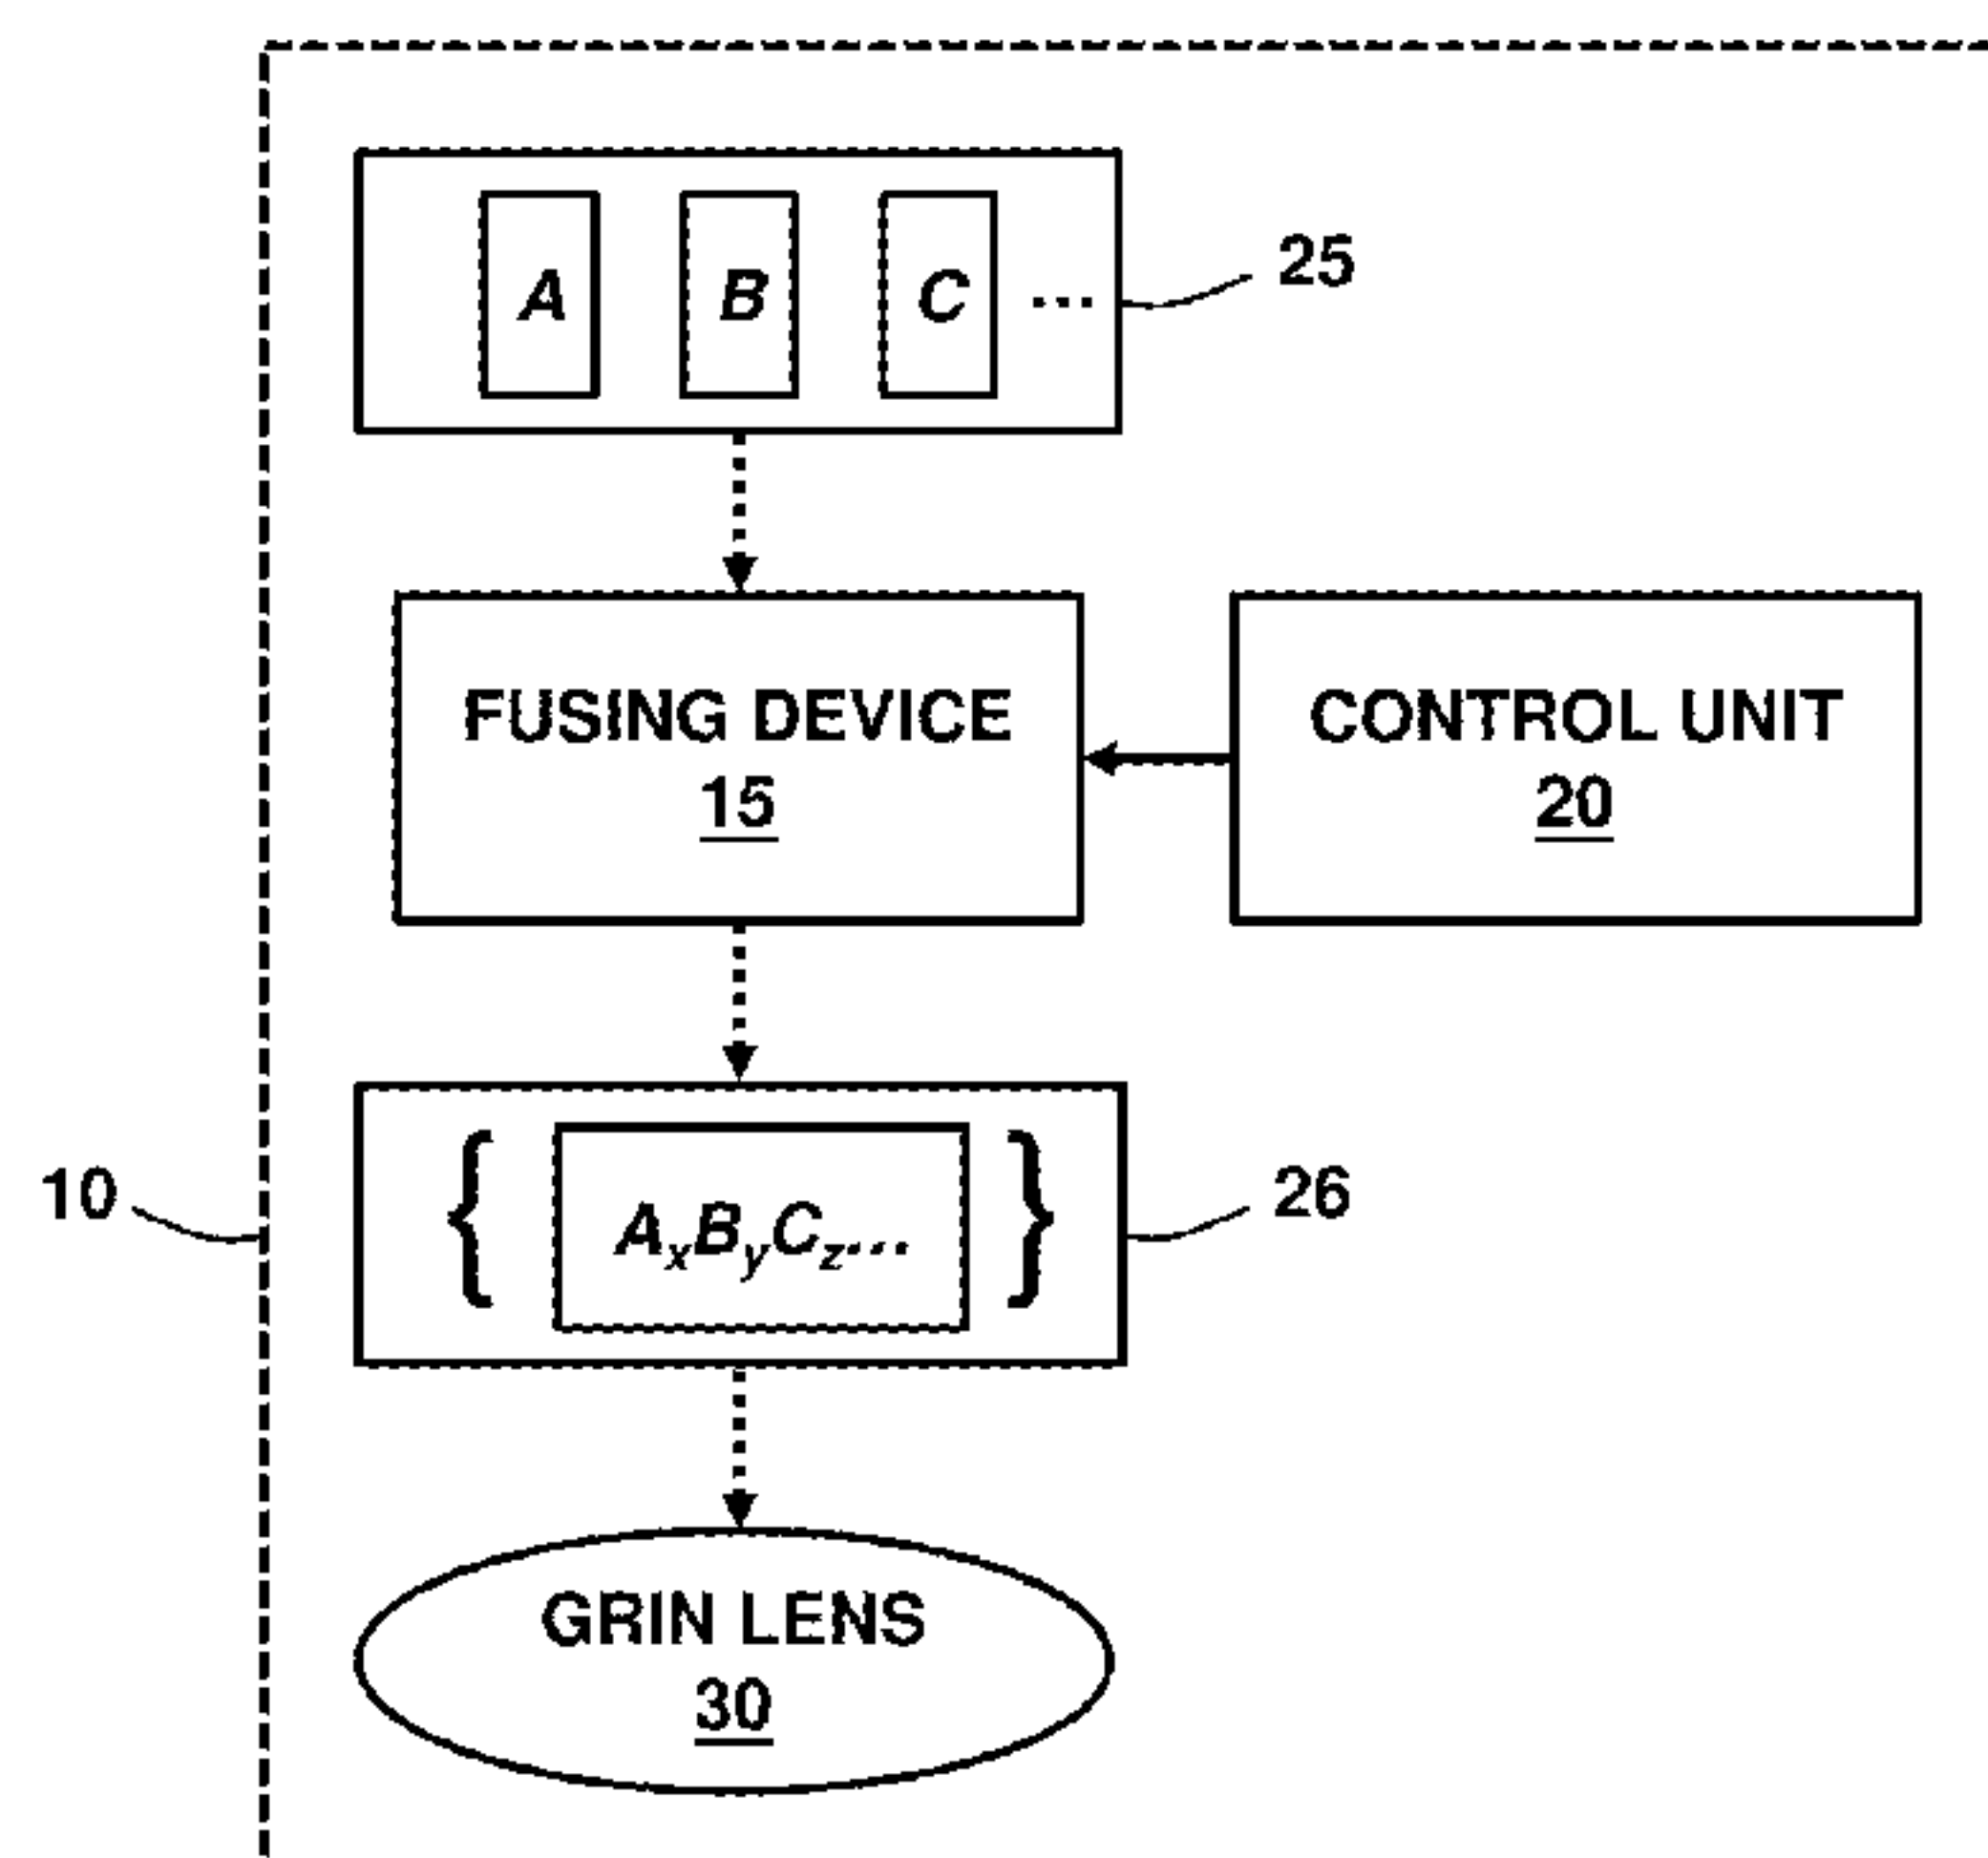 A B C ... 25
FUSING DEVICE
15
CONTROL UNIT
20
10
{ AxByCz... } 26
GRIN LENS
30